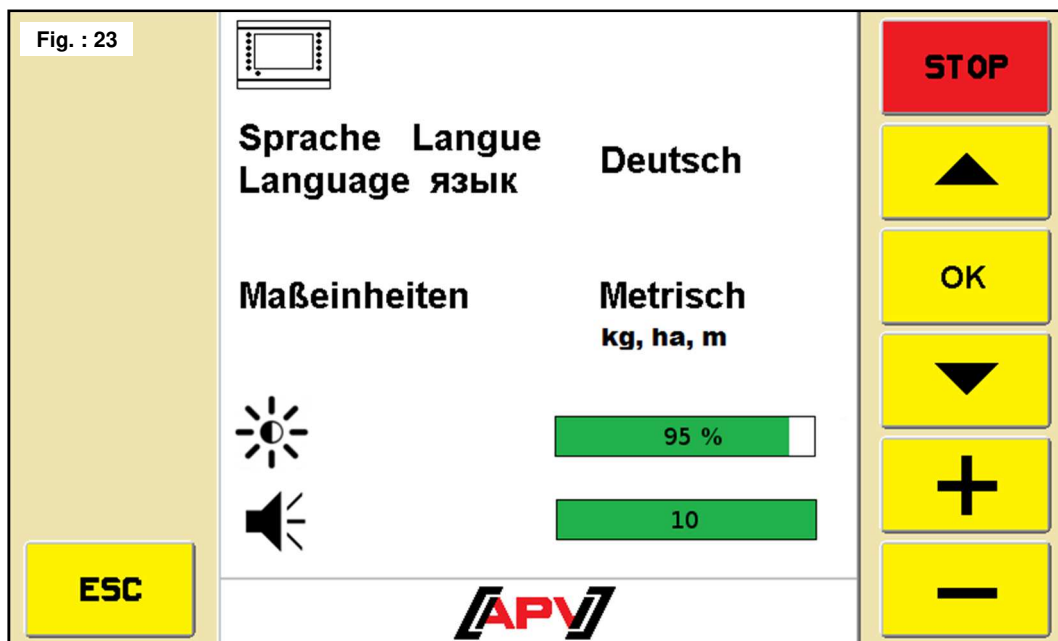 Fig. : 23
STOP
Sprache Langue
Language язык
Deutsch
Maßeinheiten
Metrisch
kg, ha, m
OK
95 %
10
ESC
APV